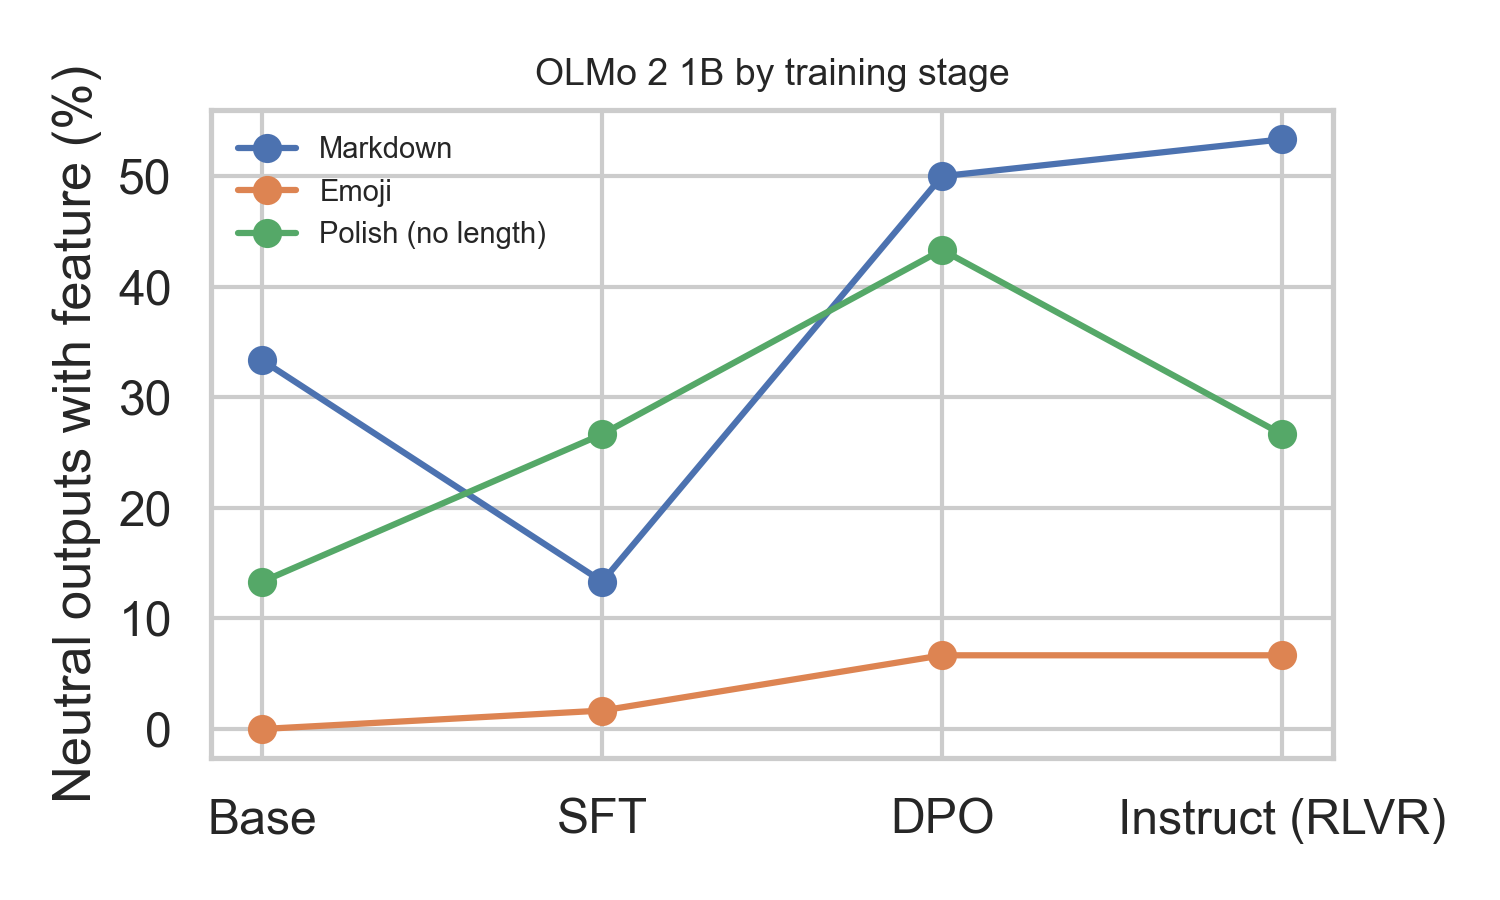 OLMo 2 1B by training stage
Neutral outputs with feature (%)
Markdown
Emoji
Polish (no length)
50
40
30
20
10
0
Base
SFT
DPO
Instruct (RLVR)